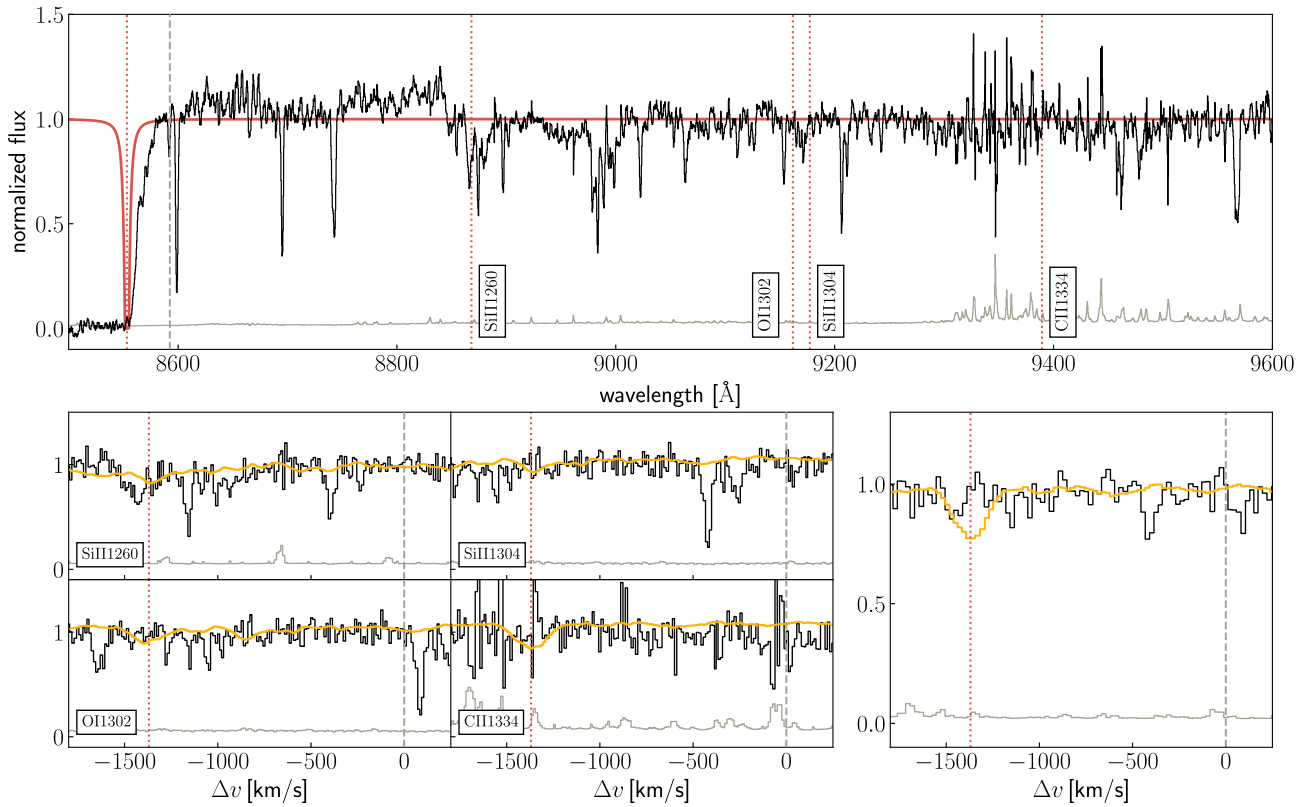 1.5
1.0
0.5
0.0
normalized flux
SiII1260
OI1302
SiII1304
CII1334
8600 8800 9000 9200 9400 9600
wavelength [Å]
1
0
SiII1260
SiII1304
1
0
OI1302
CII1334
−1500 −1000 −500 0
Δv [km/s]
−1500 −1000 −500 0
Δv [km/s]
1.0
0.5
0.0
−1500 −1000 −500 0
Δv [km/s]